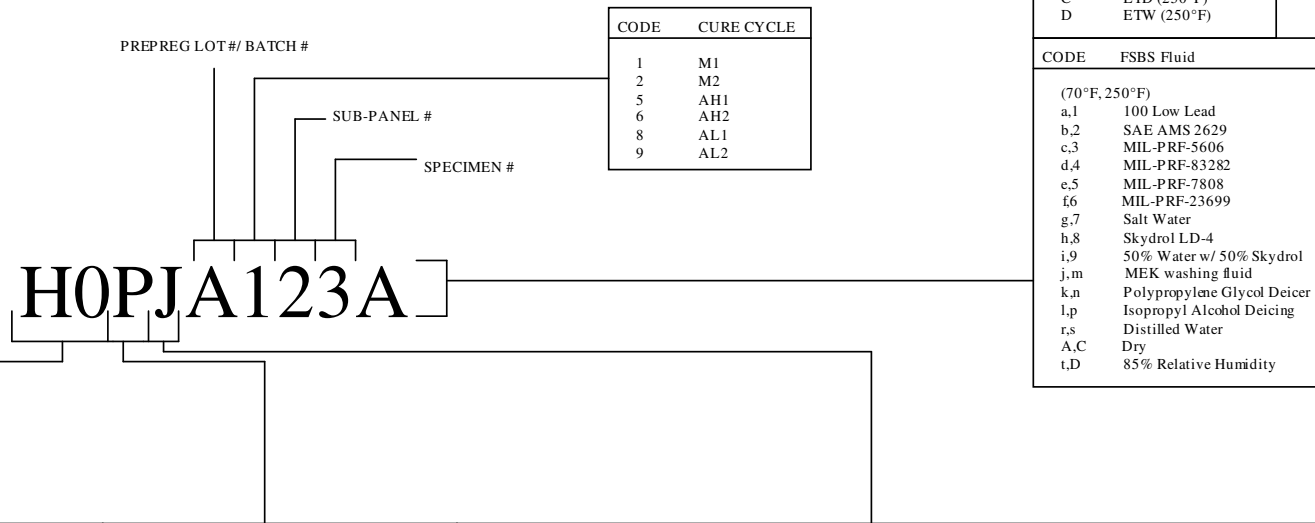 D ETW (250°F)
CODE CURE CYCLE
1 M1
2 M2
5 AH1
6 AH2
8 AL1
9 AL2
PREPREG LOT #/ BATCH #
SUB-PANEL #
SPECIMEN #
H0PJA123A
CODE FSBS Fluid
(70°F, 250°F)
a,1 100 Low Lead
b,2 SAE AMS 2629
c,3 MIL-PRF-5606
d,4 MIL-PRF-83282
e,5 MIL-PRF-7808
f,6 MIL-PRF-23699
g,7 Salt Water
h,8 Skydrol LD-4
i,9 50% Water w/ 50% Skydrol
j,m MEK washing fluid
k,n Polypropylene Glycol Deicer
l,p Isopropyl Alcohol Deicing
r,s Distilled Water
A,C Dry
t,D 85% Relative Humidity